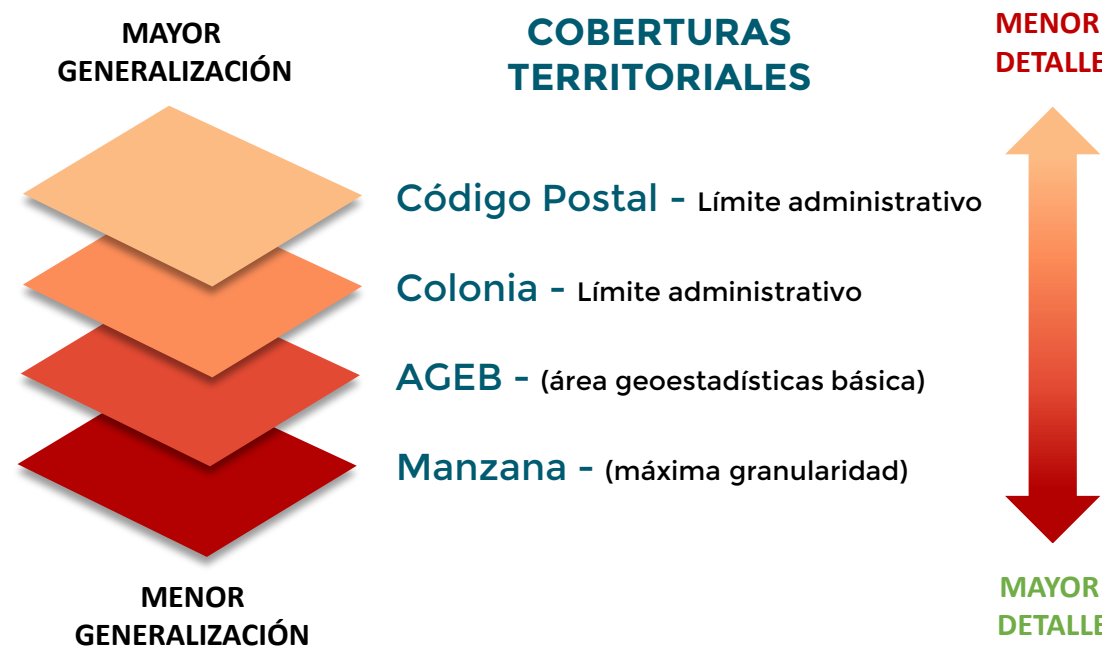 MAYOR
GENERALIZACIÓN
COBERTURAS
TERRITORIALES
MENOR
DETALLE
Código Postal - Límite administrativo
Colonia - Límite administrativo
AGEB - (área geoestadísticas básica)
Manzana - (máxima granularidad)
MENOR
GENERALIZACIÓN
MAYOR
DETALLE